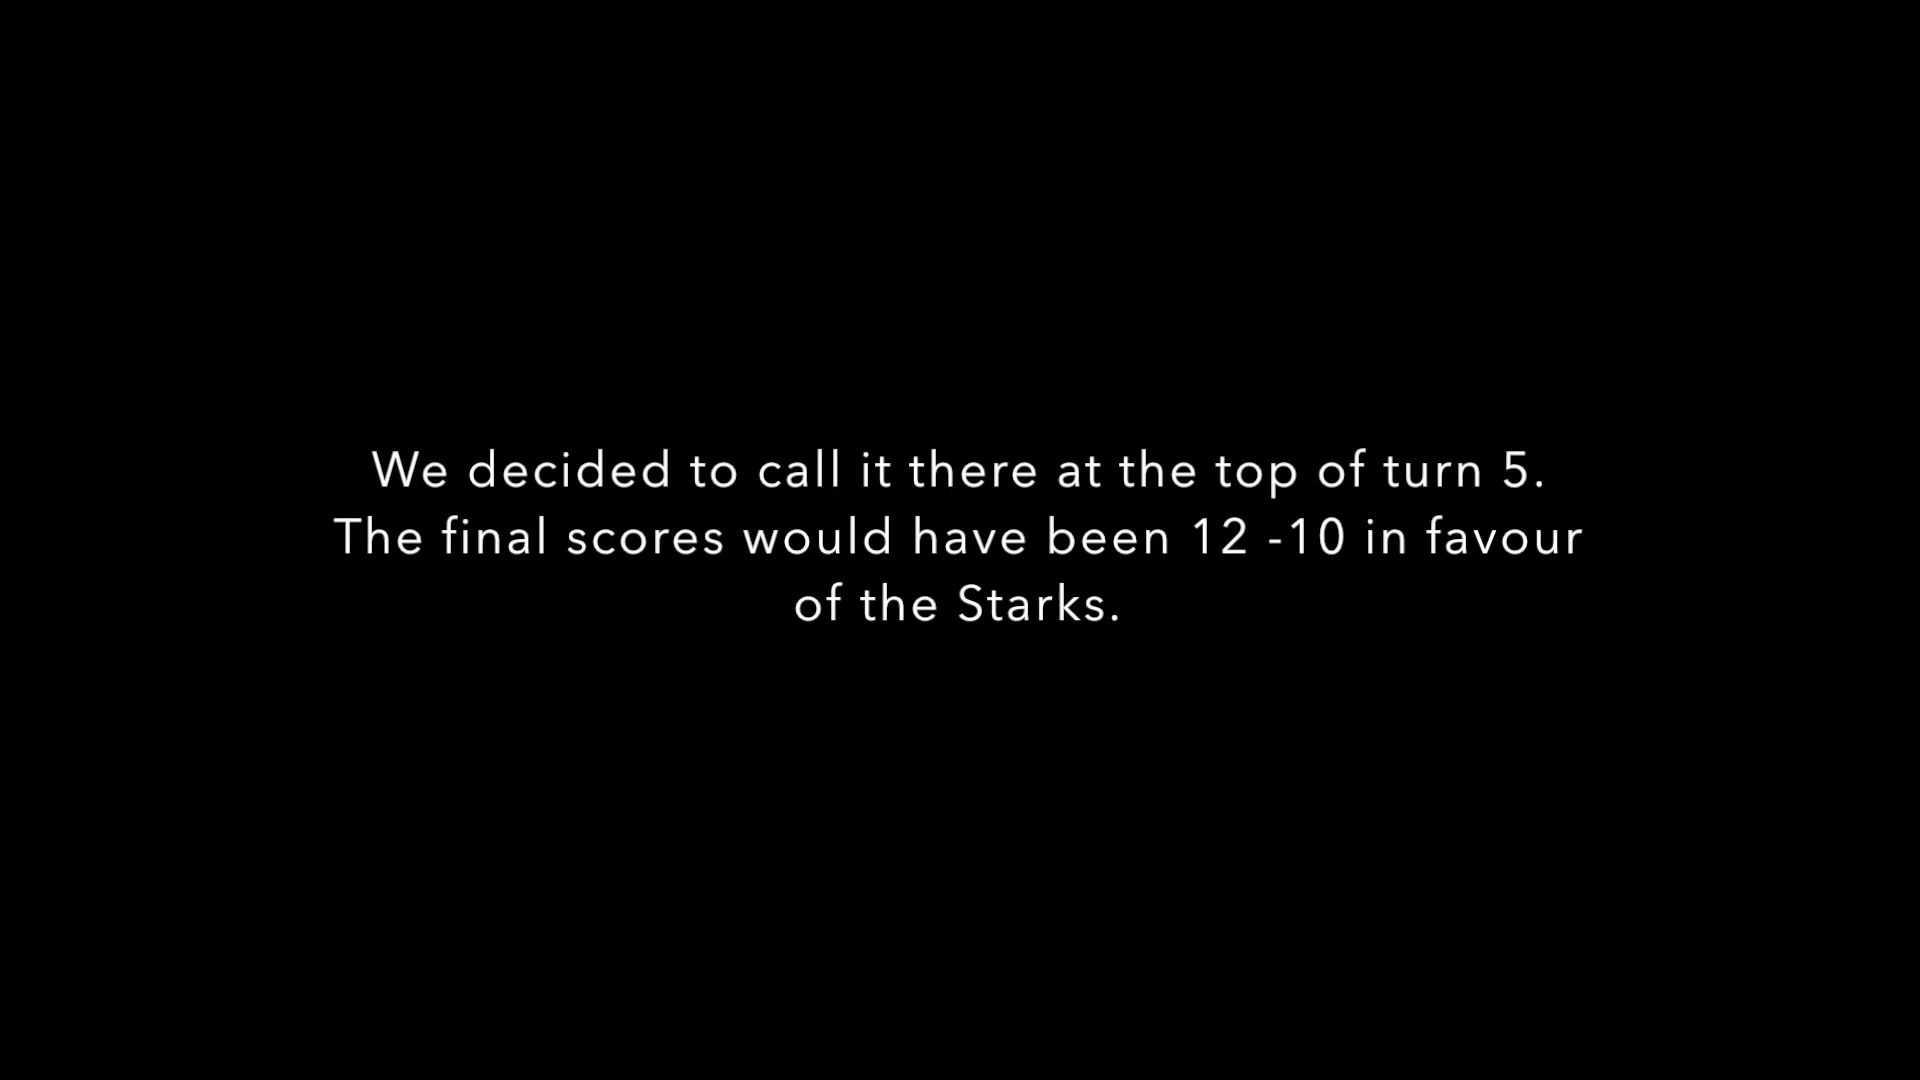 We decided to call it there at the top of turn 5.
The final scores would have been 12 -10 in favour
of the Starks.